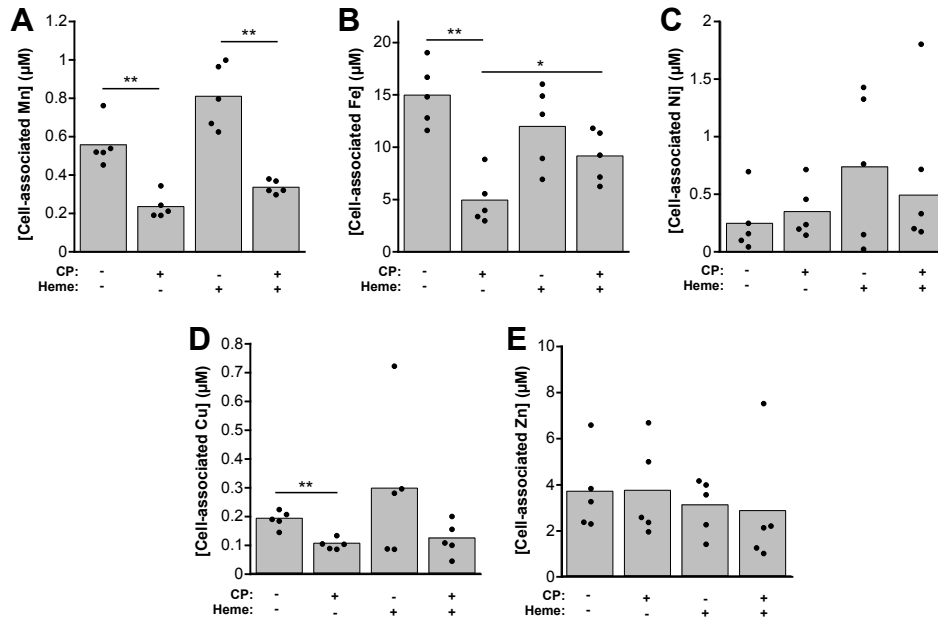 A
[Cell-associated Mn] (μM)
1.2
1
0.8
0.6
0.4
0.2
0
**
**
CP: - + - +
Heme: - - + +
B
[Cell-associated Fe] (μM)
20
15
10
5
0
**
*
CP: - + - +
Heme: - - + +
C
[Cell-associated Ni] (μM)
2
1.5
1
0.5
0
CP: - + - +
Heme: - - + +
D
[Cell-associated Cu] (μM)
0.8
0.7
0.6
0.5
0.4
0.3
0.2
0.1
0
**
CP: - + - +
Heme: - - + +
E
[Cell-associated Zn] (μM)
10
8
6
4
2
0
CP: - + - +
Heme: - - + +